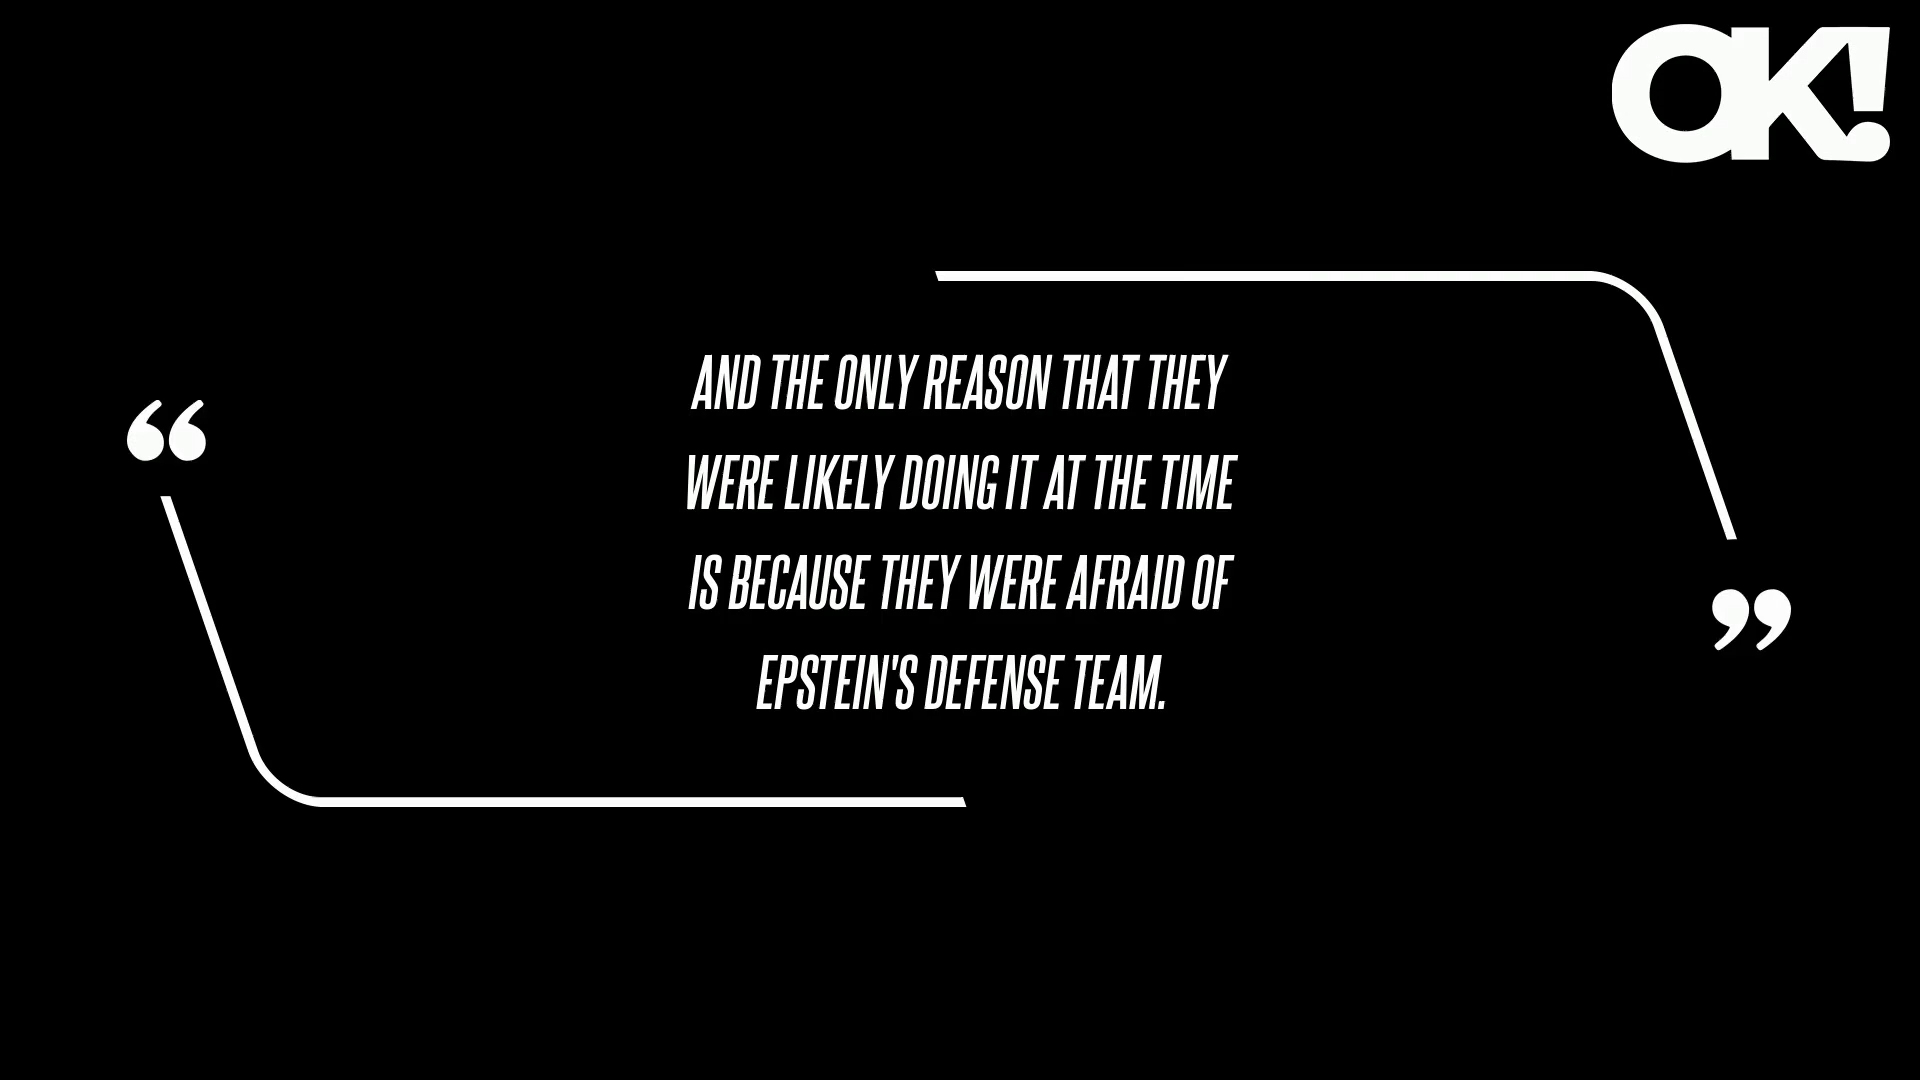 OK!
“
AND THE ONLY REASON THAT THEY
WERE LIKELY DOING IT AT THE TIME
IS BECAUSE THEY WERE AFRAID OF
EPSTEIN'S DEFENSE TEAM.
”